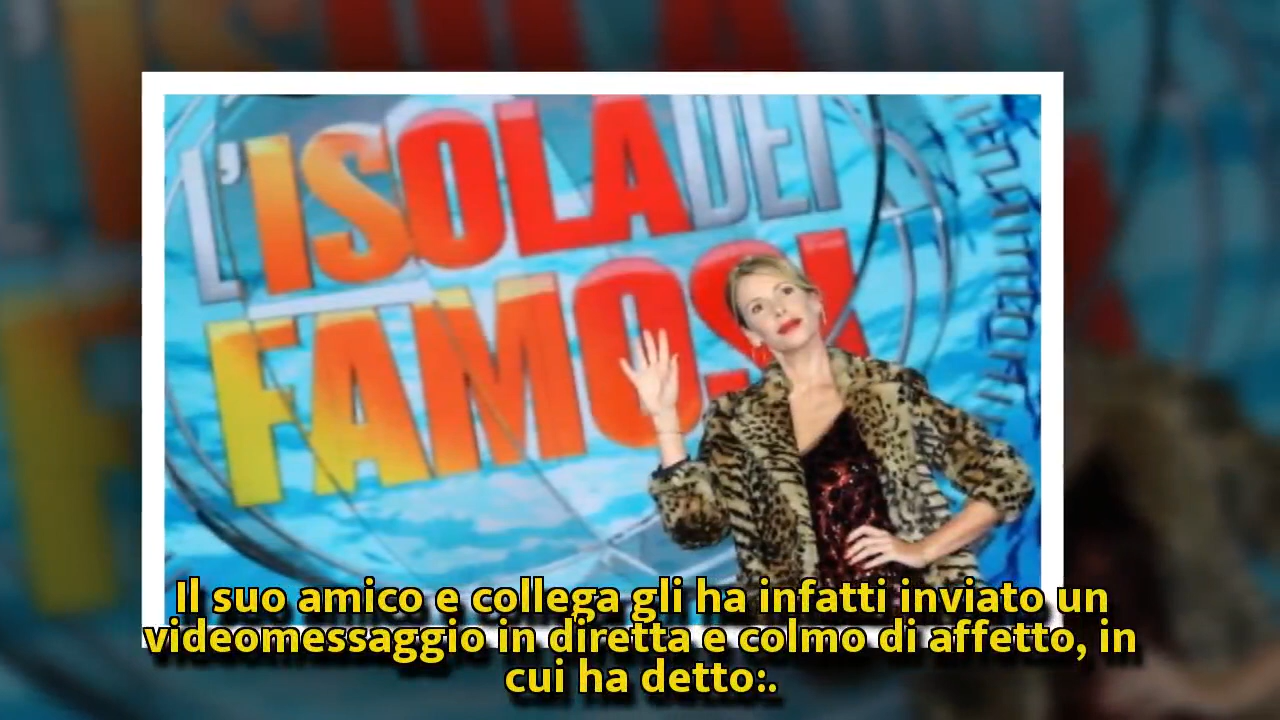 L'ISOLA DEI
FAMOSI
Il suo amico e collega gli ha infatti inviato un
videomessaggio in diretta e colmo di affetto, in
cui ha detto:.